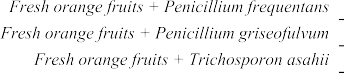 Fresh orange fruits + Penicillium frequentans
Fresh orange fruits + Penicillium griseofulvum
Fresh orange fruits + Trichosporon asahii